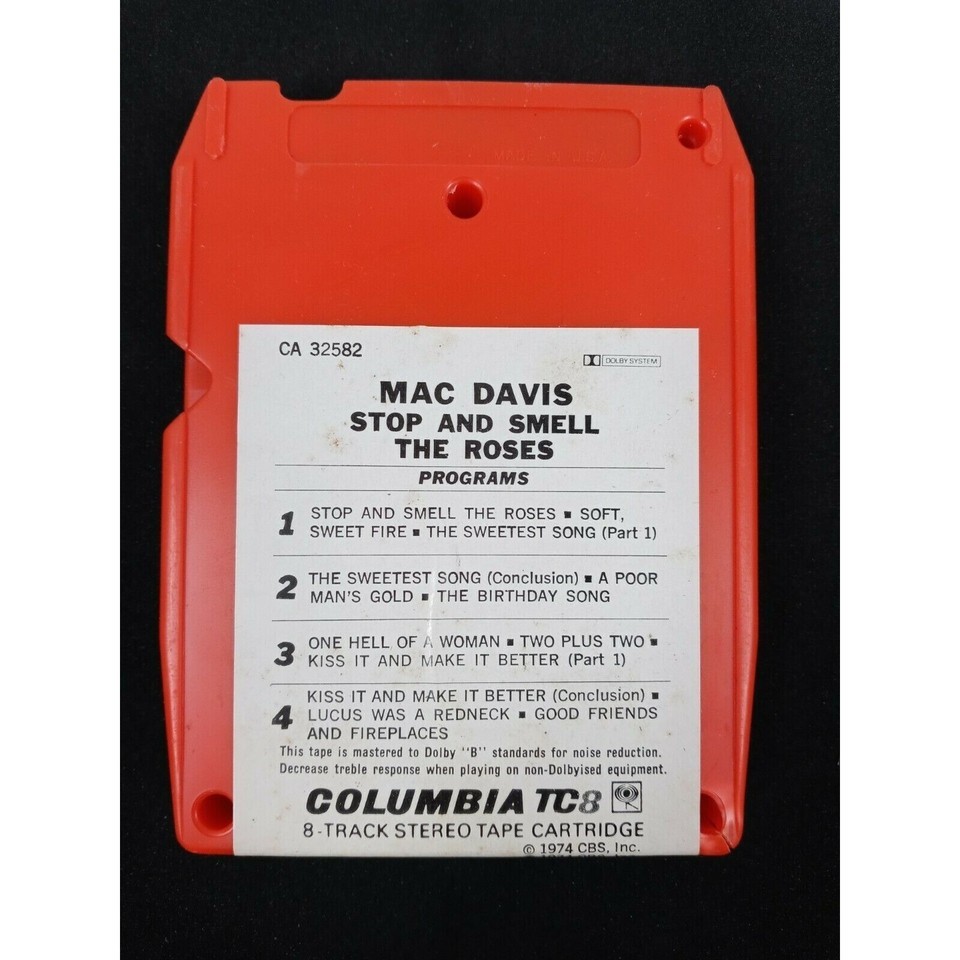 MADE IN U.S.A.
CA 32582
DOLBY SYSTEM
MAC DAVIS
STOP AND SMELL
THE ROSES
PROGRAMS
1 STOP AND SMELL THE ROSES ▪ SOFT,
SWEET FIRE ▪ THE SWEETEST SONG (Part 1)
2 THE SWEETEST SONG (Conclusion) ▪ A POOR
MAN'S GOLD ▪ THE BIRTHDAY SONG
3 ONE HELL OF A WOMAN ▪ TWO PLUS TWO ▪
KISS IT AND MAKE IT BETTER (Part 1)
4 KISS IT AND MAKE IT BETTER (Conclusion) ▪
LUCUS WAS A REDNECK ▪ GOOD FRIENDS
AND FIREPLACES
This tape is mastered to Dolby "B" standards for noise reduction.
Decrease treble response when playing on non-Dolbyised equipment.
COLUMBIA TC8
8-TRACK STEREO TAPE CARTRIDGE
© 1974 CBS, Inc.